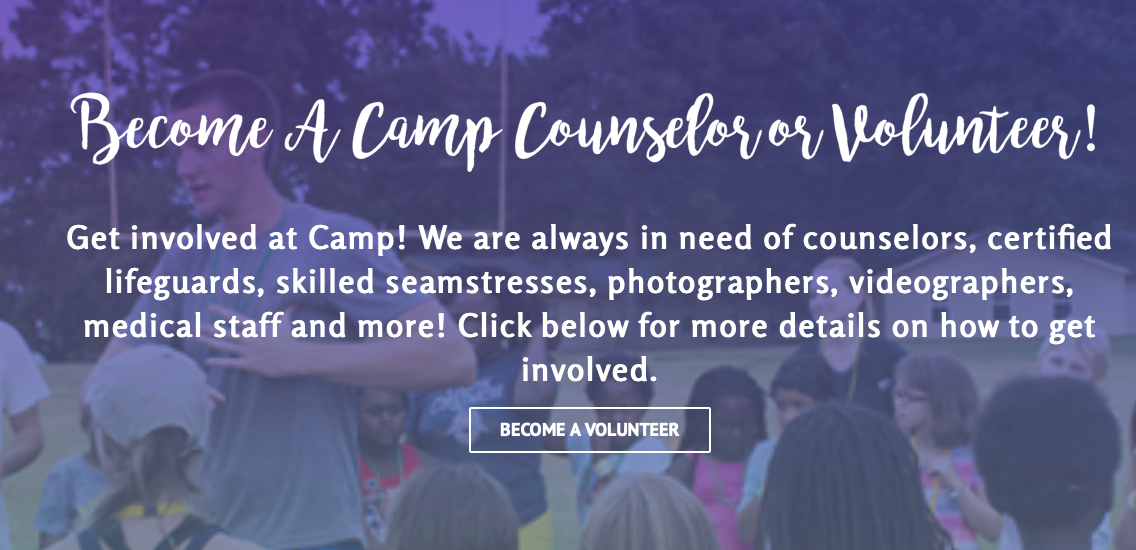 Become A Camp Counselor or Volunteer!
Get involved at Camp! We are always in need of counselors, certified
lifeguards, skilled seamstresses, photographers, videographers,
medical staff and more! Click below for more details on how to get
involved.
BECOME A VOLUNTEER